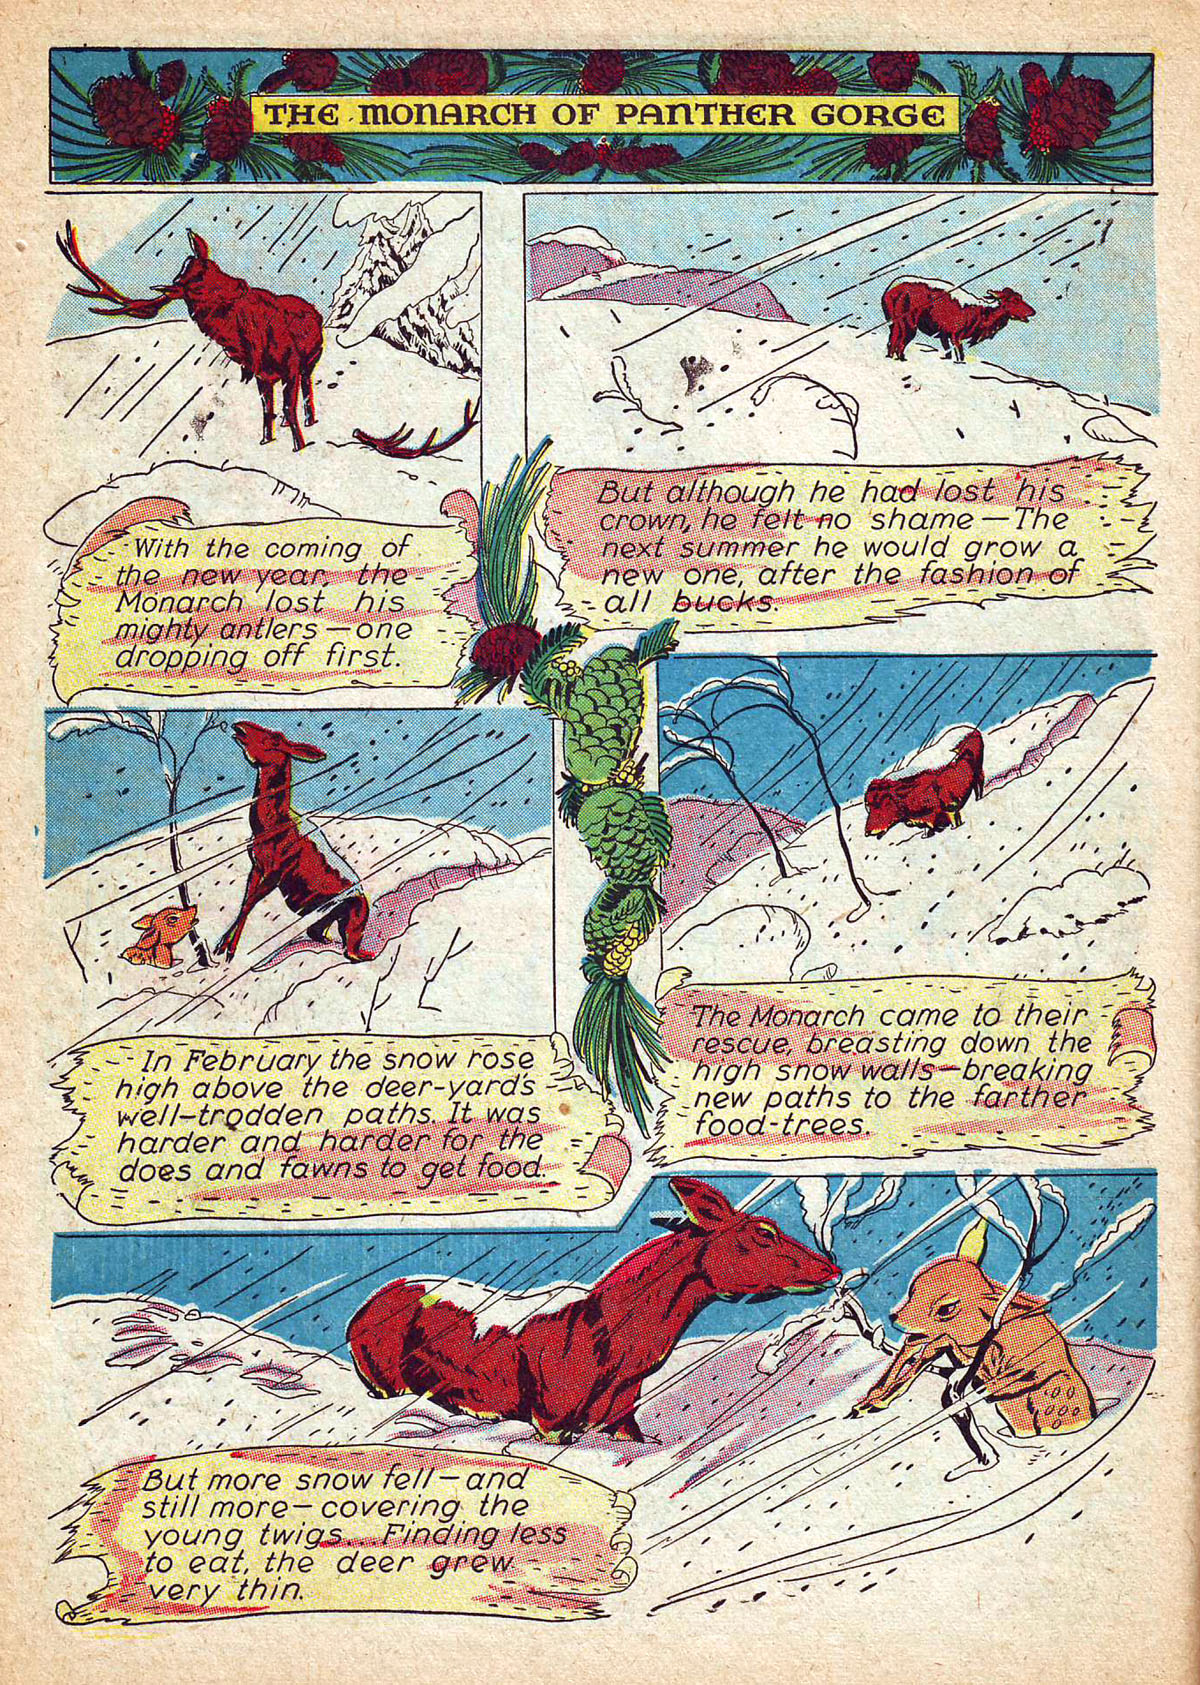 THE MONARCH OF PANTHER GORGE
With the coming of
the new year, the
Monarch lost his
mighty antlers—one
dropping off first.
But although he had lost his
crown, he felt no shame—The
next summer he would grow a
new one, after the fashion of
all bucks.
In February the snow rose
high above the deer-yard's
well-trodden paths. It was
harder and harder for the
does and fawns to get food.
The Monarch came to their
rescue, breasting down the
high snow walls—breaking
new paths to the farther
food-trees.
But more snow fell—and
still more—covering the
young twigs...Finding less
to eat, the deer grew
very thin.